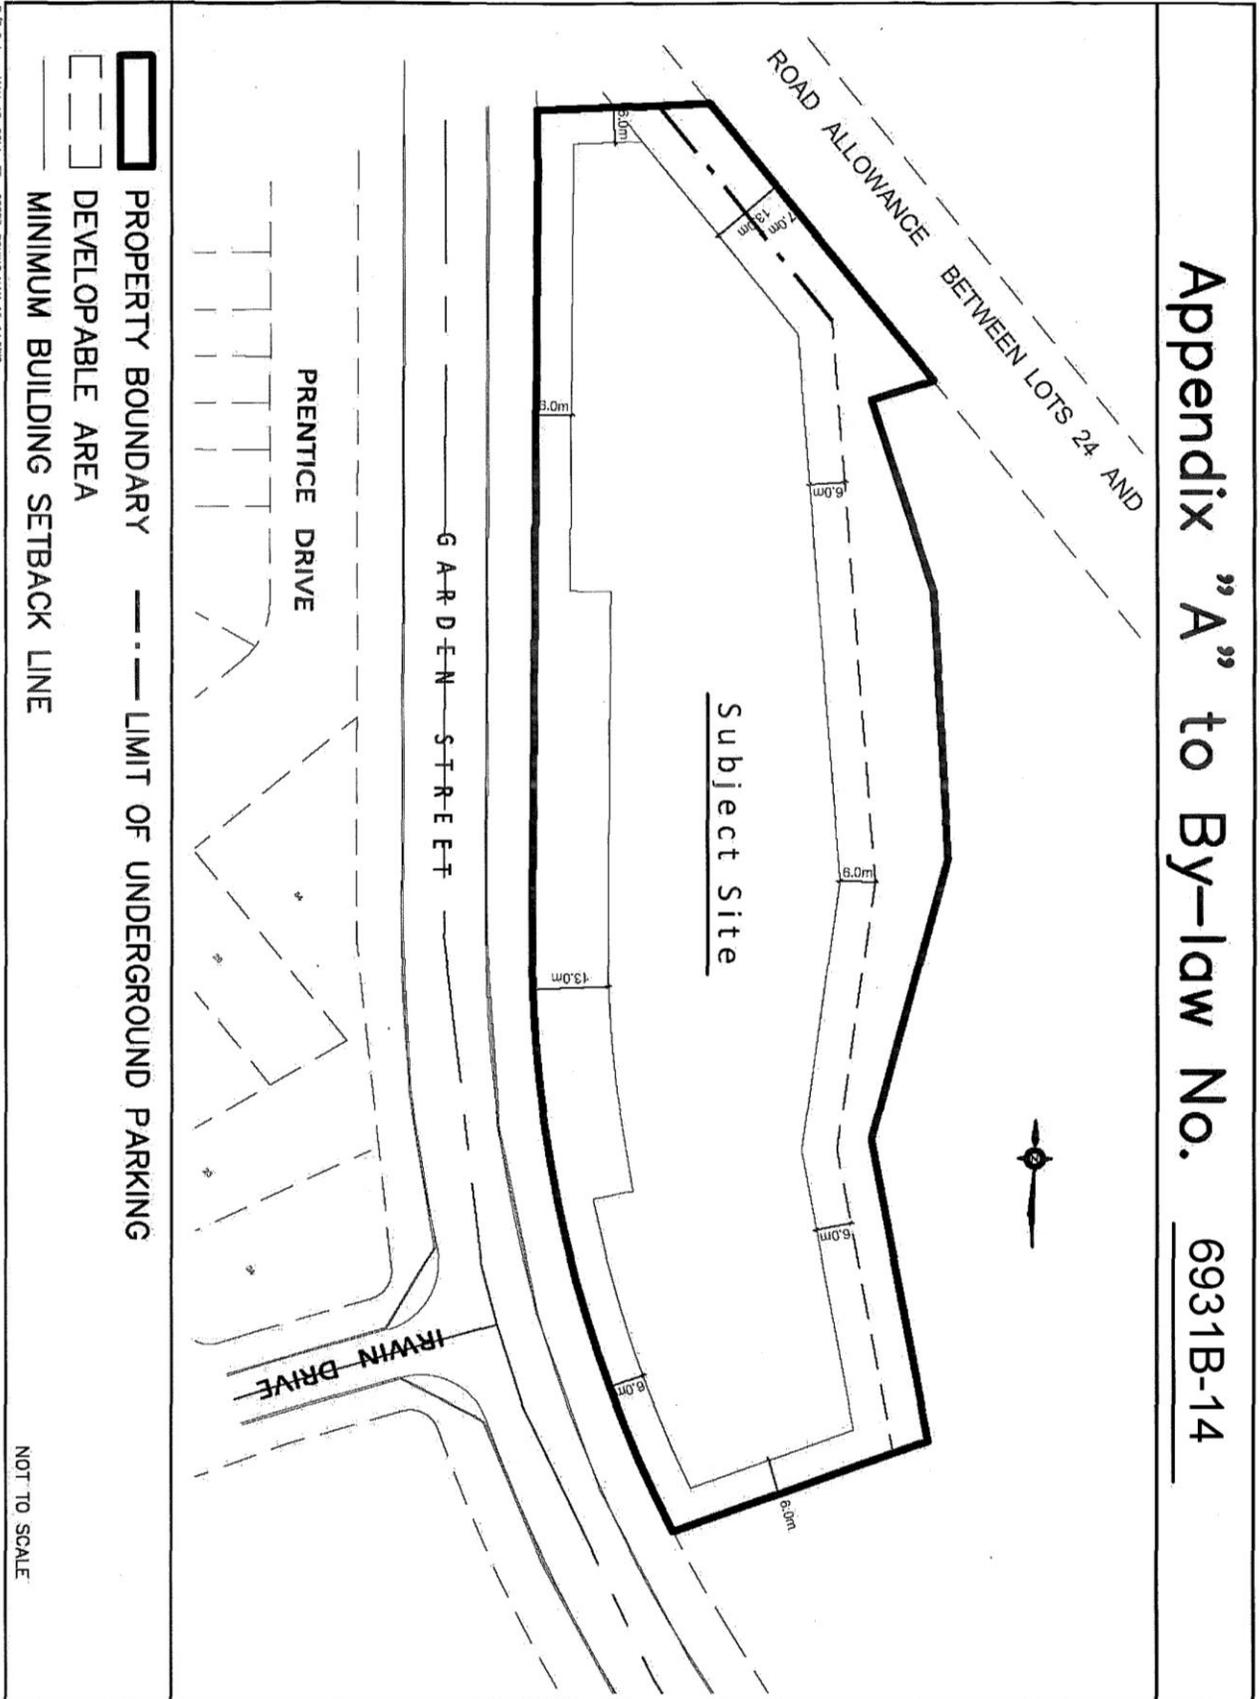 Appendix "A" to By-law No. 6931B-14
ROAD ALLOWANCE BETWEEN LOTS 24 AND
7.0m
13.0m
6.0m
6.0m
6.0m
6.0m
6.0m
13.0m
6.0m
6.0m
Subject Site
GARDEN STREET
PRENTICE DRIVE
IRWIN DRIVE
PROPERTY BOUNDARY
LIMIT OF UNDERGROUND PARKING
DEVELOPABLE AREA
MINIMUM BUILDING SETBACK LINE
NOT TO SCALE